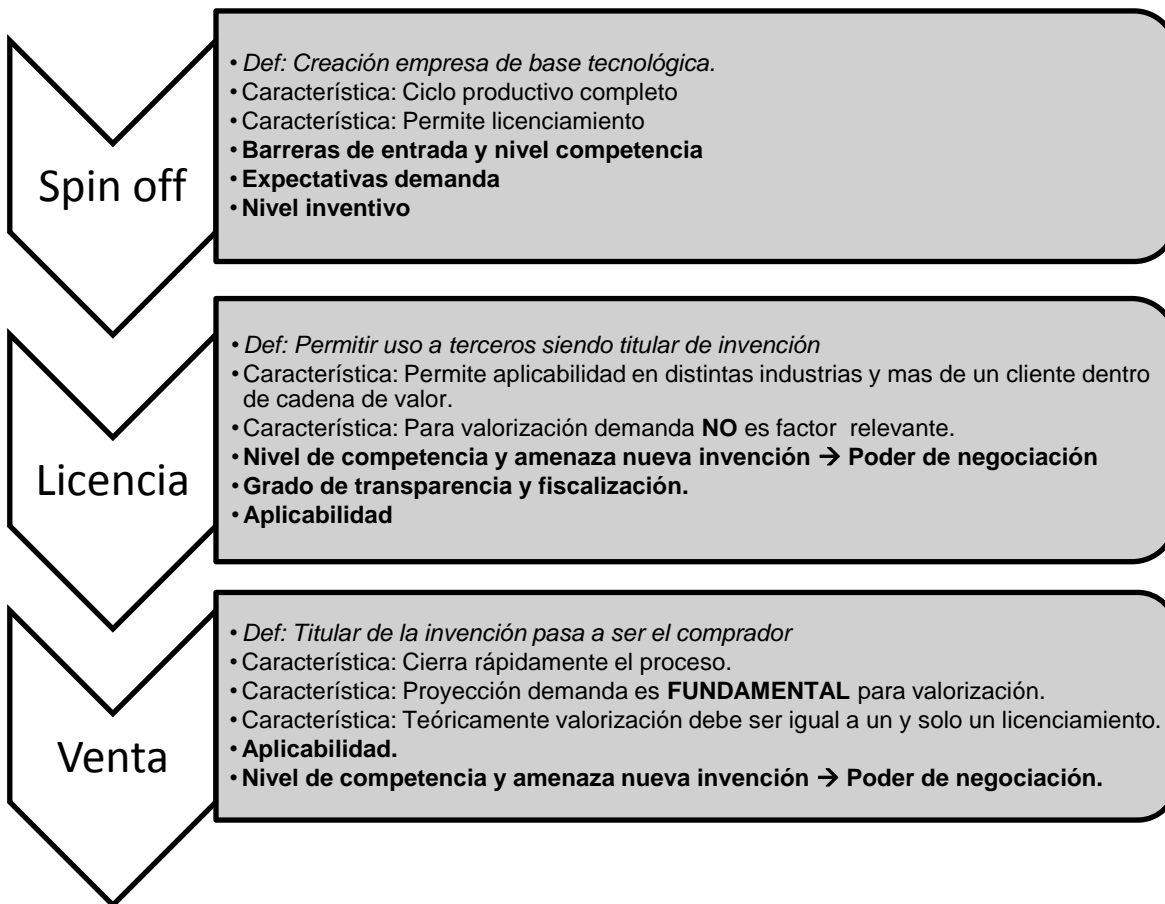 Spin off
• Def: Creación empresa de base tecnológica.
• Característica: Ciclo productivo completo
• Característica: Permite licenciamiento
• Barreras de entrada y nivel competencia
• Expectativas demanda
• Nivel inventivo
Licencia
• Def: Permitir uso a terceros siendo titular de invención
• Característica: Permite aplicabilidad en distintas industrias y mas de un cliente dentro
de cadena de valor.
• Característica: Para valorización demanda NO es factor relevante.
• Nivel de competencia y amenaza nueva invención → Poder de negociación
• Grado de transparencia y fiscalización.
• Aplicabilidad
Venta
• Def: Titular de la invención pasa a ser el comprador
• Característica: Cierra rápidamente el proceso.
• Característica: Proyección demanda es FUNDAMENTAL para valorización.
• Característica: Teóricamente valorización debe ser igual a un y solo un licenciamiento.
• Aplicabilidad.
• Nivel de competencia y amenaza nueva invención → Poder de negociación.